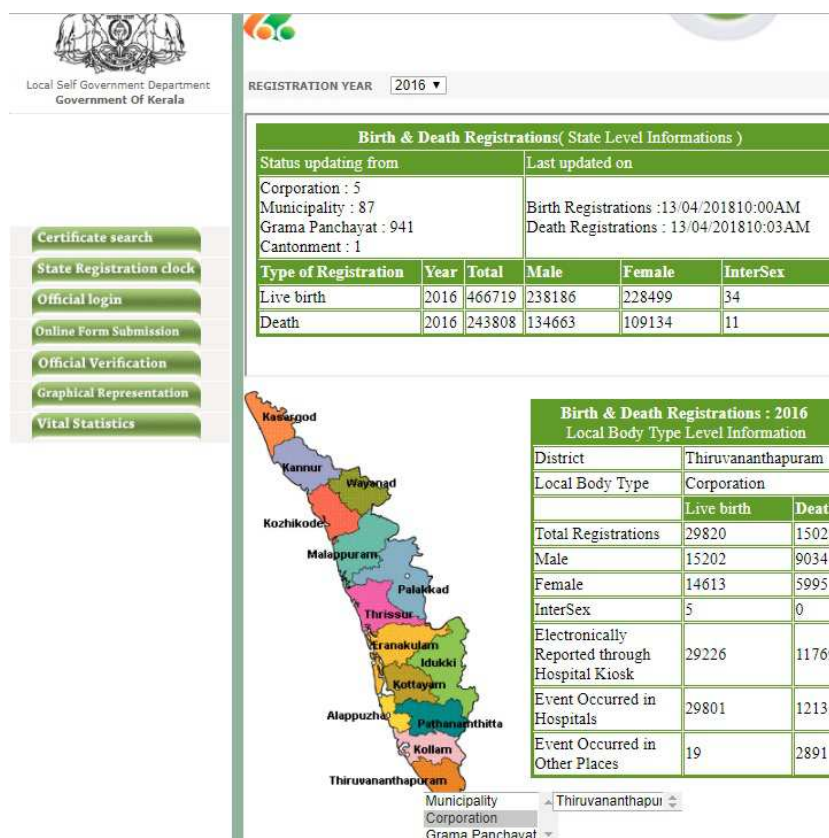 Local Self Government Department
Government Of Kerala
REGISTRATION YEAR 2016
Certificate search
State Registration clock
Official login
Online Form Submission
Official Verification
Graphical Representation
Vital Statistics
Birth & Death Registrations( State Level Informations )
Status updating from Last updated on
Corporation : 5
Municipality : 87
Grama Panchayat : 941
Cantonment : 1
Birth Registrations :13/04/201810:00AM
Death Registrations : 13/04/201810:03AM
Type of Registration Year Total Male Female InterSex
Live birth 2016 466719 238186 228499 34
Death 2016 243808 134663 109134 11
Kasargod
Kannur
Wayanad
Kozhikode
Malappuram
Palakkad
Thrissur
Eranakulam
Idukki
Kottayam
Alappuzha
Pathanamthitta
Kollam
Thiruvananthapuram
Birth & Death Registrations : 2016
Local Body Type Level Information
District Thiruvananthapuram
Local Body Type Corporation
Live birth Deat
Total Registrations 29820 1502
Male 15202 9034
Female 14613 5995
InterSex 5 0
Electronically
Reported through
Hospital Kiosk
29226 1176
Event Occurred in
Hospitals
29801 1213
Event Occurred in
Other Places
19 2891
Municipality
Corporation
Grama Panchayat
Thiruvananthapu